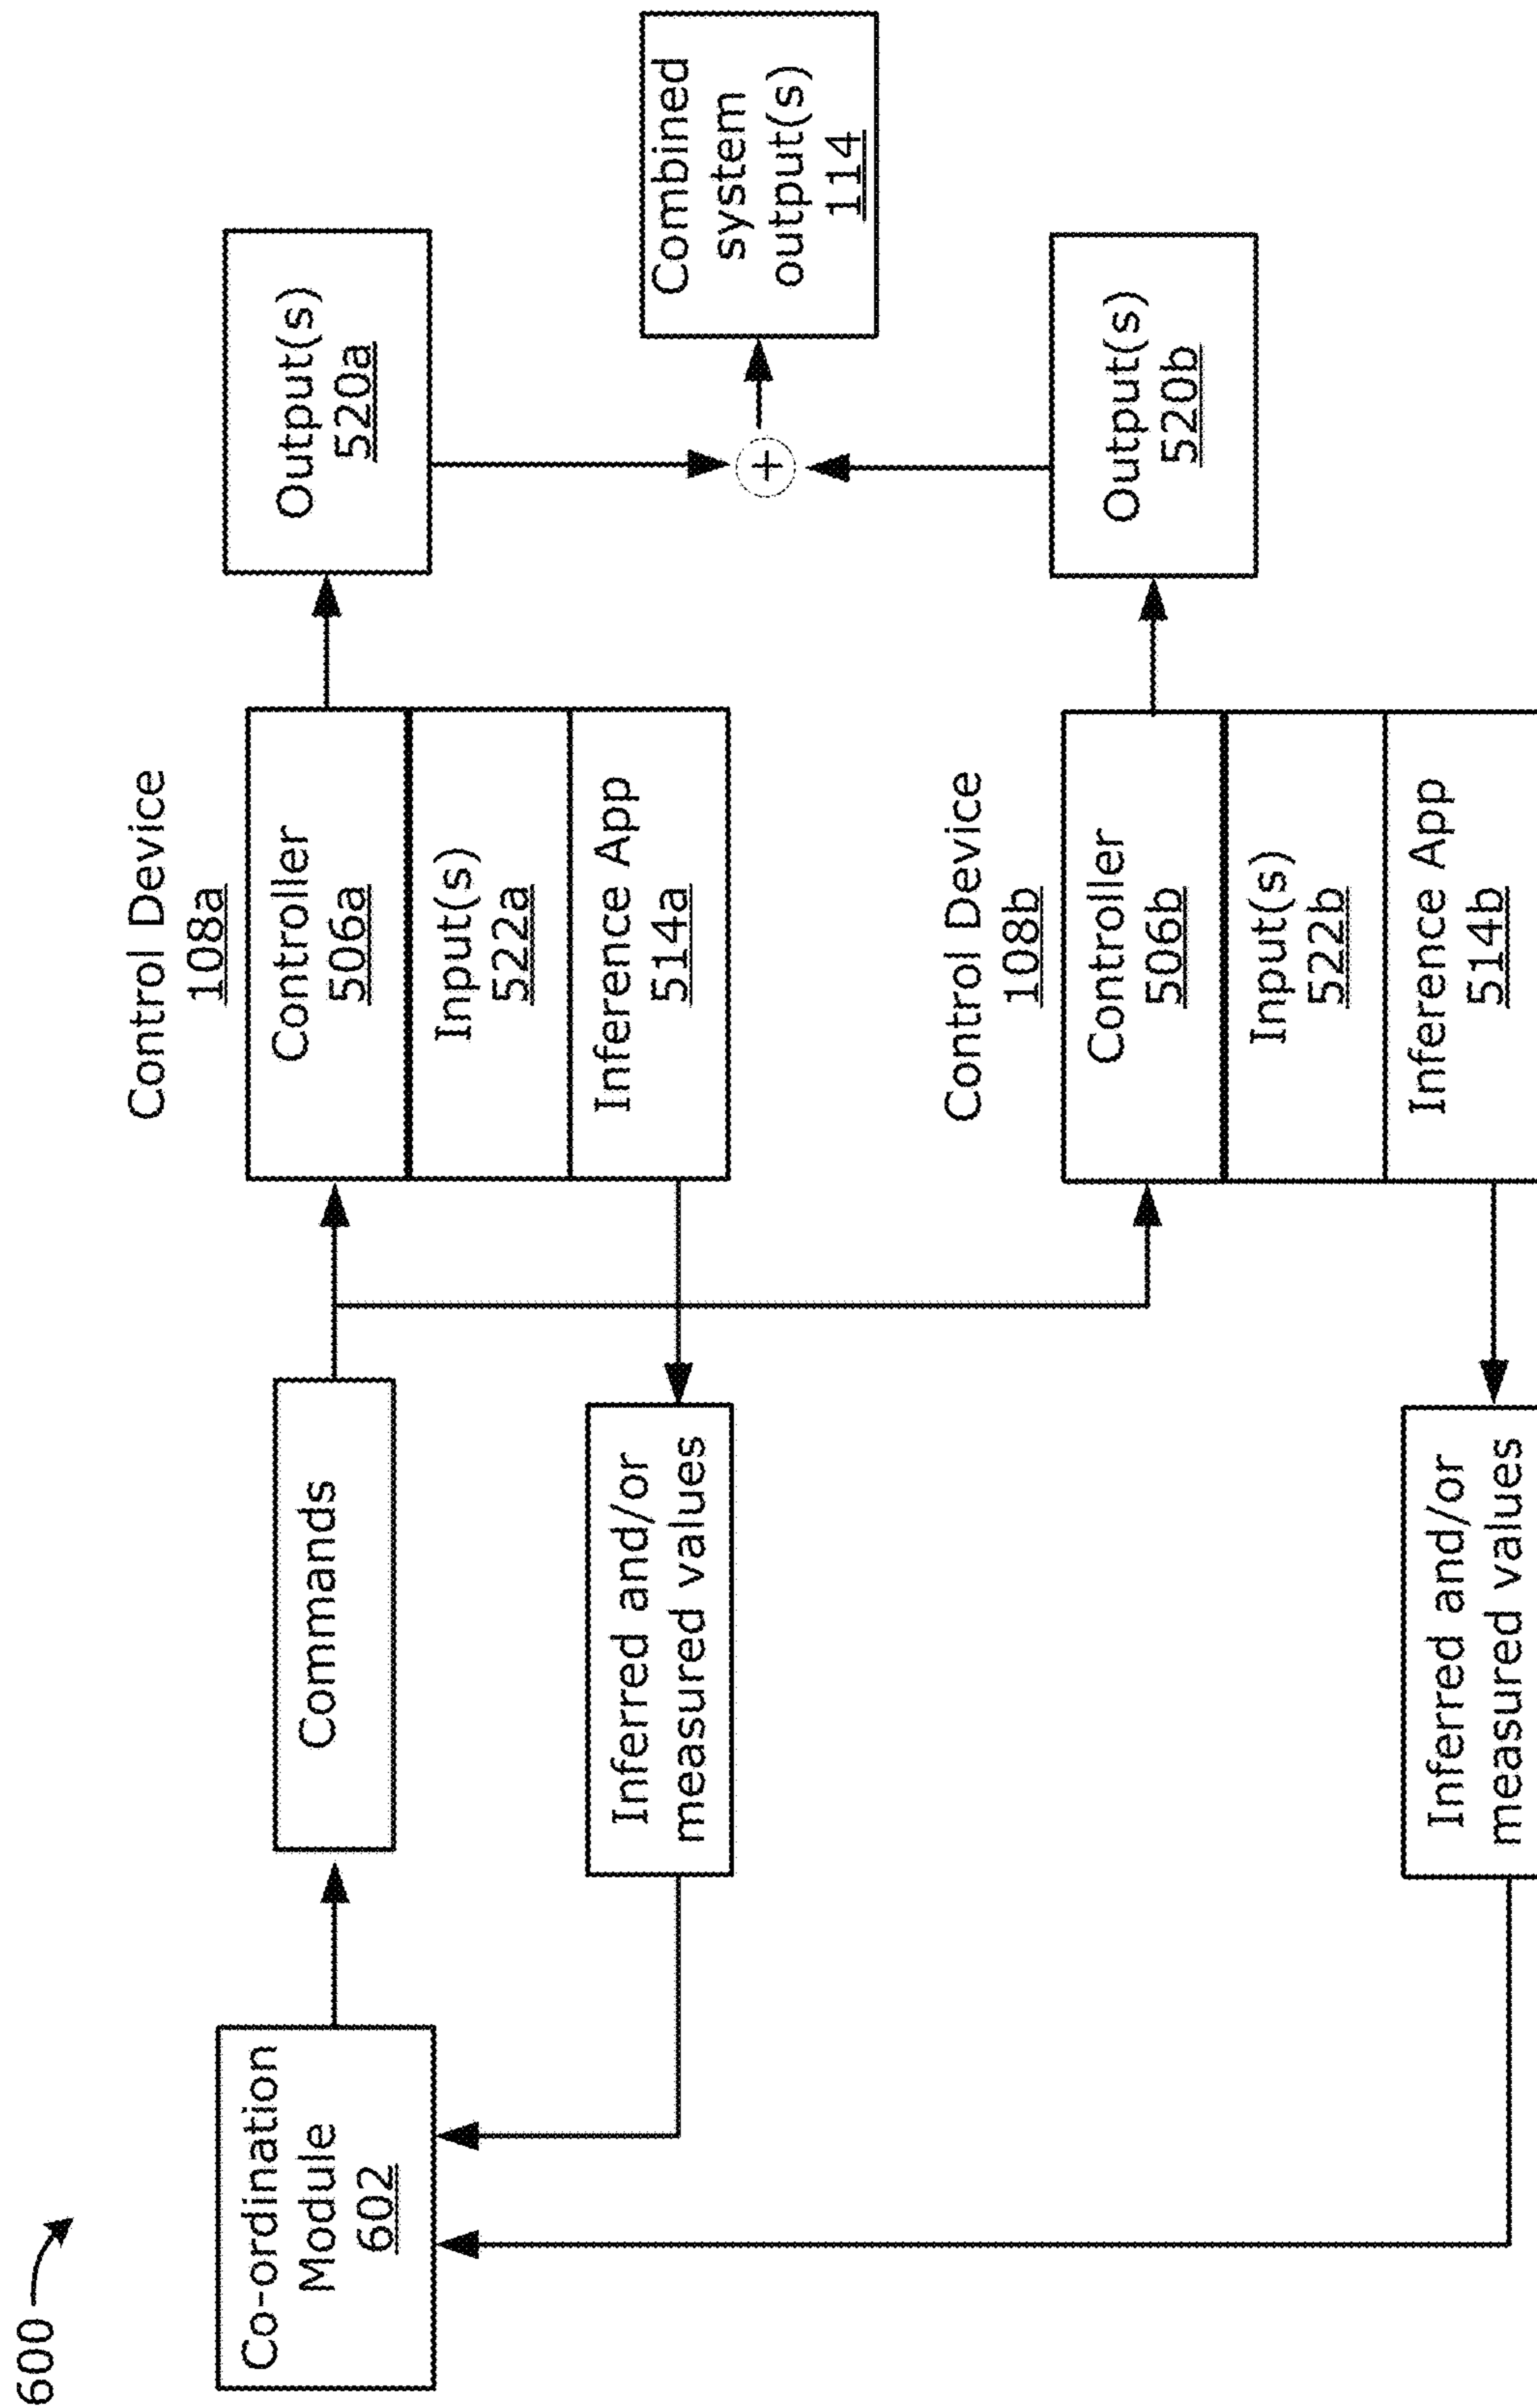 600
Co-ordination
Module
602
Commands
Inferred and/or
measured values
Control Device
108a
Controller
506a
Input(s)
522a
Inference App
514a
Output(s)
520a
+
Combined
system
output(s)
114
Control Device
108b
Controller
506b
Input(s)
522b
Inference App
514b
Output(s)
520b
Inferred and/or
measured values